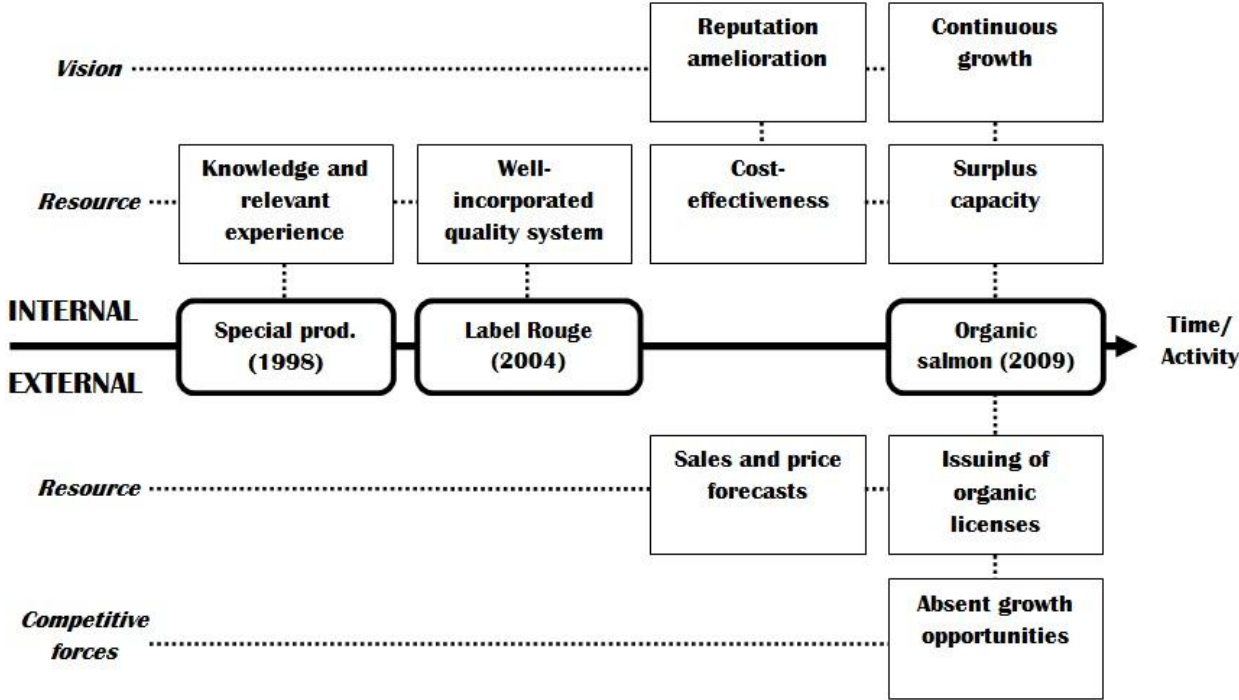 Vision
Reputation
amelioration
Continuous
growth
Resource
Knowledge and
relevant
experience
Well-
incorporated
quality system
Cost-
effectiveness
Surplus
capacity
INTERNAL
EXTERNAL
Special prod.
(1998)
Label Rouge
(2004)
Organic
salmon (2009)
Time/
Activity
Resource
Sales and price
forecasts
Issuing of
organic
licenses
Competitive
forces
Absent growth
opportunities